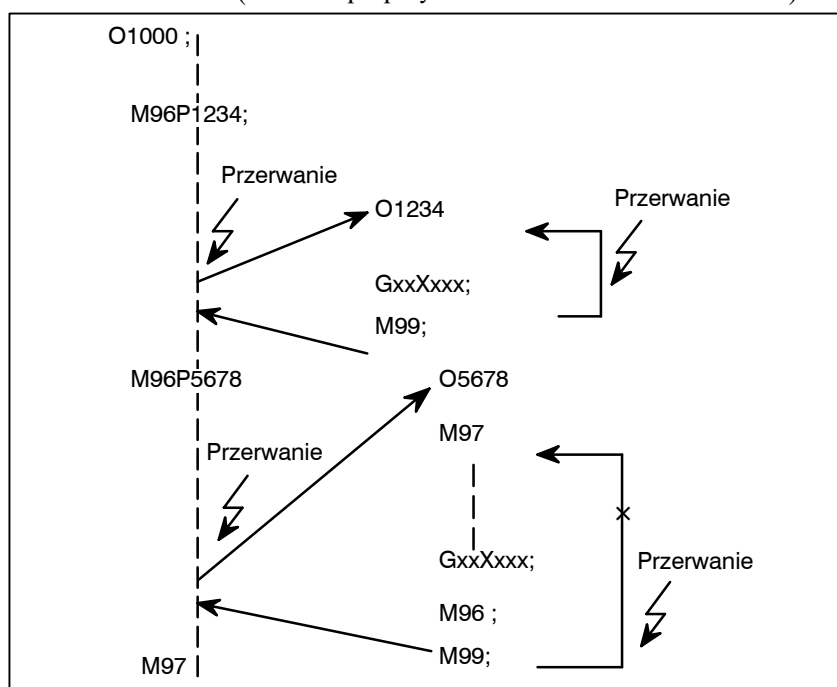 O1000 ;
M96P1234;
Przerwanie
O1234
Przerwanie
GxxXxxx;
M99;
M96P5678
O5678
M97
Przerwanie
GxxXxxx;
Przerwanie
M96 ;
M99;
M97